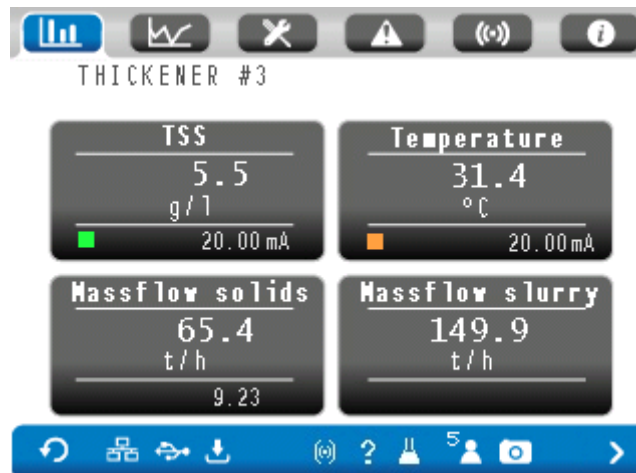 THICKENER #3
TSS
5.5
g/l
20.00 mA
Temperature
31.4
°C
20.00 mA
Massflow solids
65.4
t/h
9.23
Massflow slurry
149.9
t/h
?
5